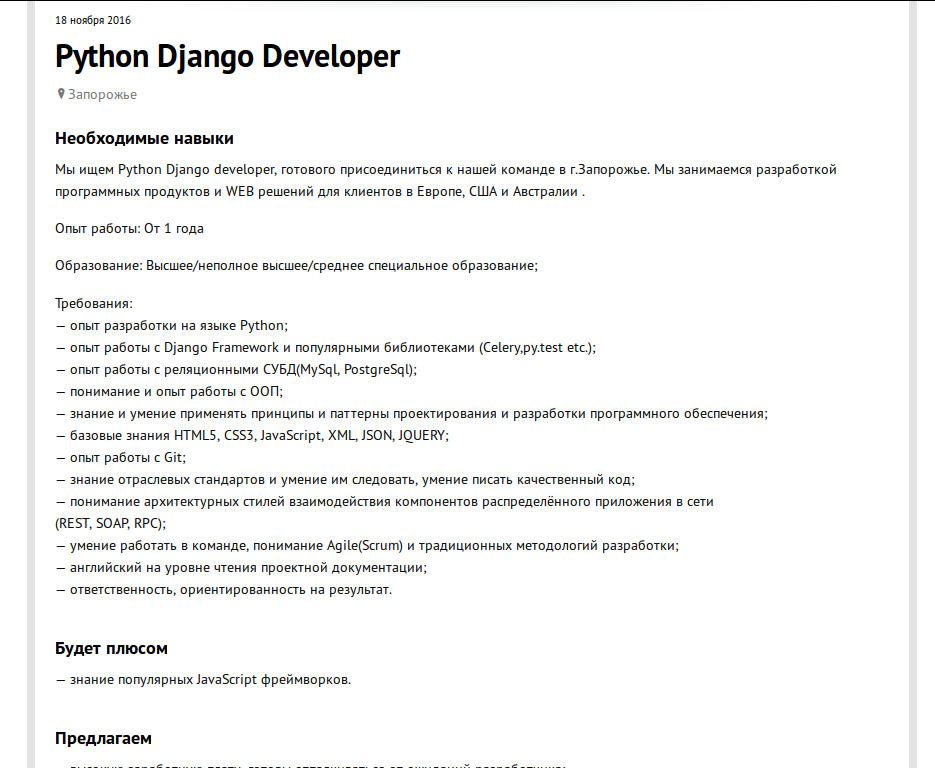 18 ноября 2016
Python Django Developer
Запорожье
Необходимые навыки
Мы ищем Python Django developer, готового присоединиться к нашей команде в г.Запорожье. Мы занимаемся разработкой
программных продуктов и WEB решений для клиентов в Европе, США и Австралии .
Опыт работы: От 1 года
Образование: Высшее/неполное высшее/среднее специальное образование;
Требования:
— опыт разработки на языке Python;
— опыт работы с Django Framework и популярными библиотеками (Celery,py.test etc.);
— опыт работы с реляционными СУБД(MySql, PostgreSql);
— понимание и опыт работы с ООП;
— знание и умение применять принципы и паттерны проектирования и разработки программного обеспечения;
— базовые знания HTML5, CSS3, JavaScript, XML, JSON, JQUERY;
— опыт работы с Git;
— знание отраслевых стандартов и умение им следовать, умение писать качественный код;
— понимание архитектурных стилей взаимодействия компонентов распределённого приложения в сети
(REST, SOAP, RPC);
— умение работать в команде, понимание Agile(Scrum) и традиционных методологий разработки;
— английский на уровне чтения проектной документации;
— ответственность, ориентированность на результат.
Будет плюсом
— знание популярных JavaScript фреймворков.
Предлагаем